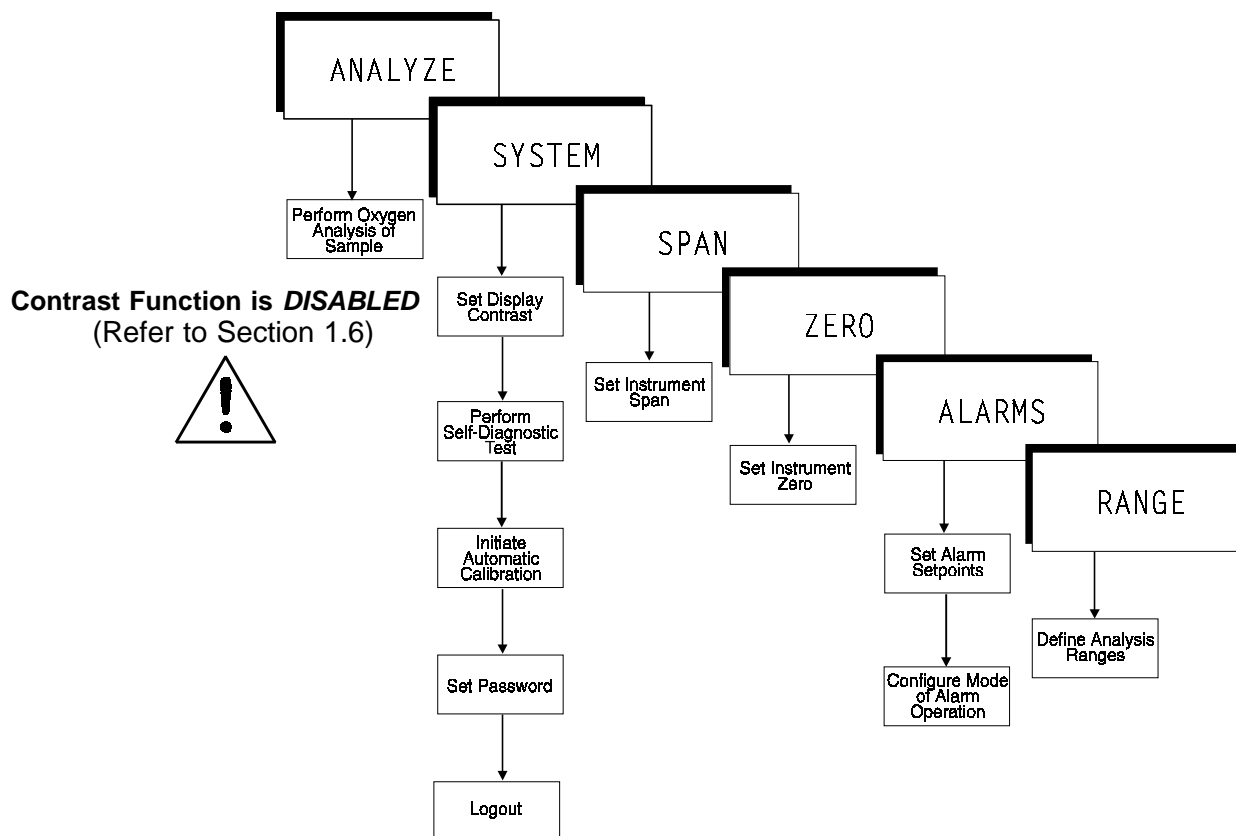 ANALYZE
SYSTEM
SPAN
ZERO
ALARMS
RANGE
Perform Oxygen
Analysis of
Sample
Contrast Function is DISABLED
(Refer to Section 1.6)
!
Set Display
Contrast
Perform
Self-Diagnostic
Test
Initiate
Automatic
Calibration
Set Password
Logout
Set Instrument
Span
Set Instrument
Zero
Set Alarm
Setpoints
Configure Mode
of Alarm
Operation
Define Analysis
Ranges